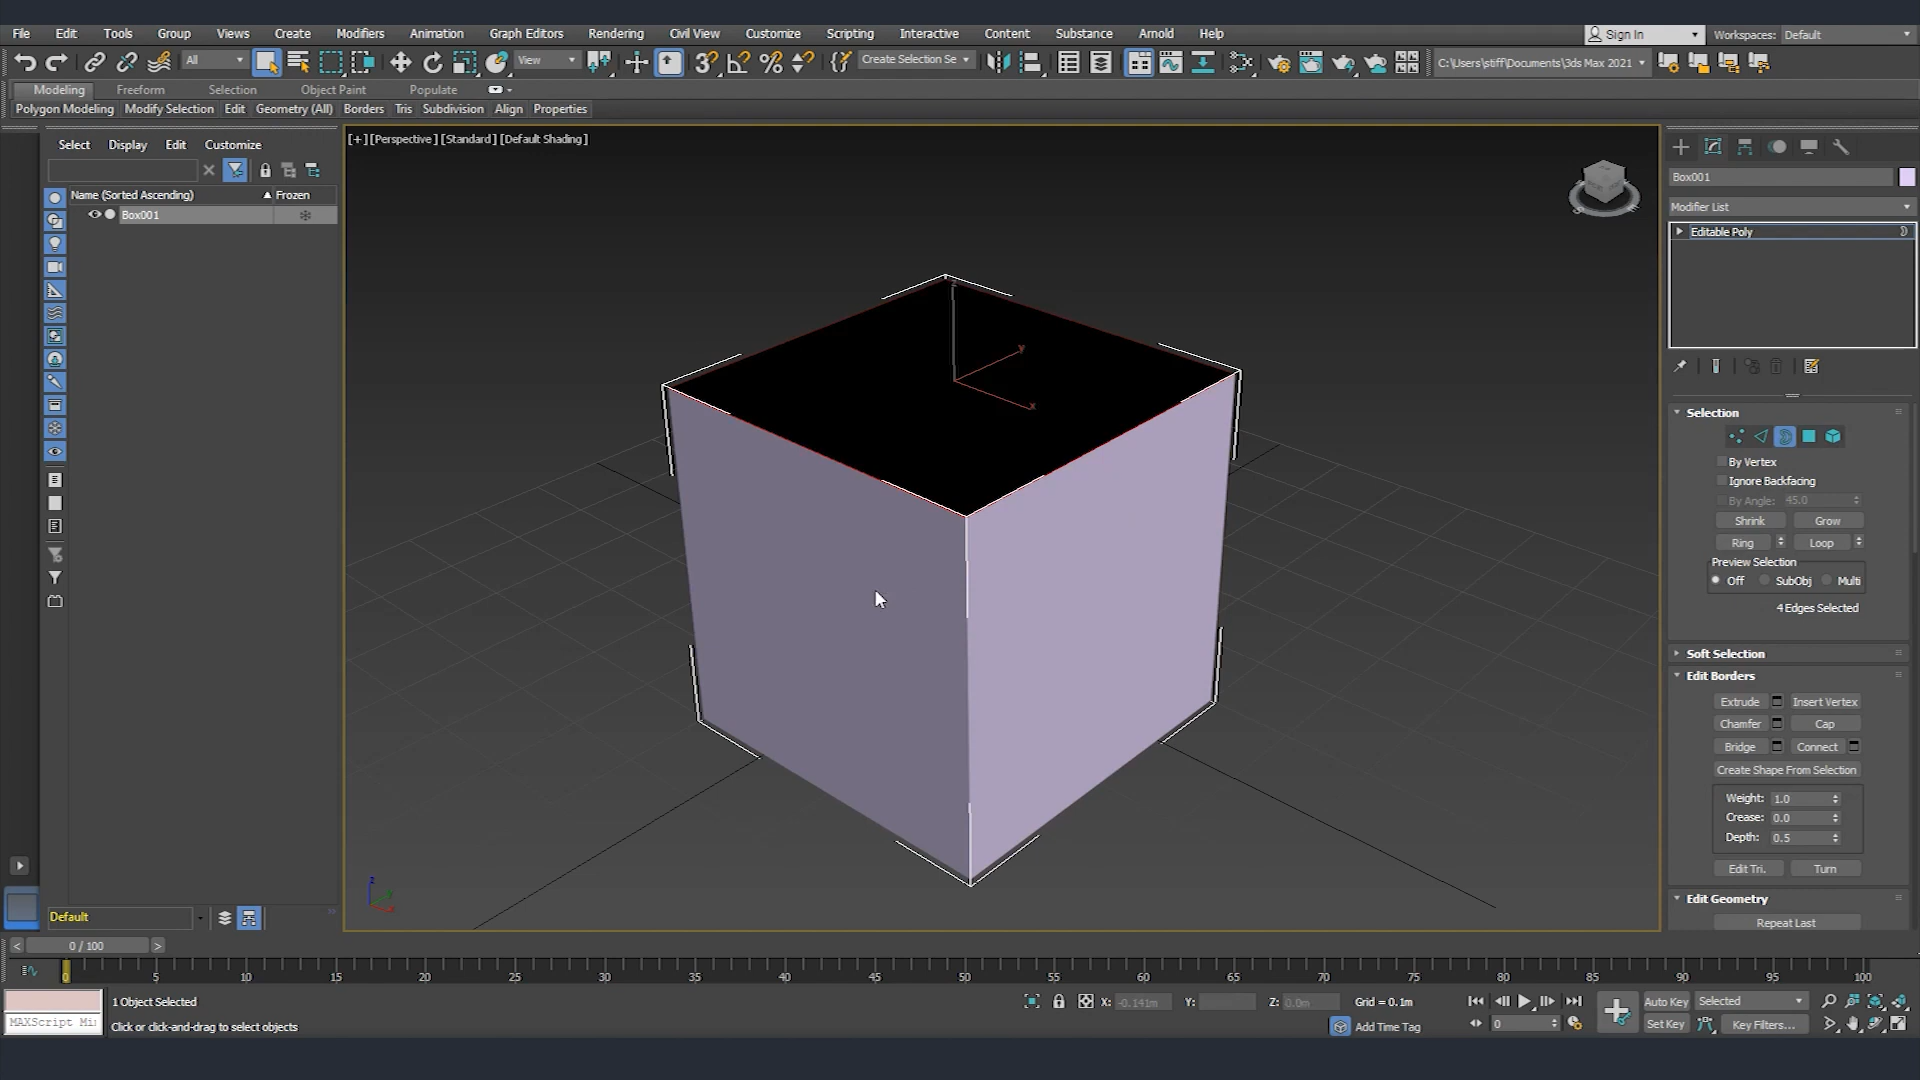 File Edit Tools Group Views Create Modifiers Animation Graph Editors Rendering Civil View Customize Scripting Interactive Content Substance Arnold Help Sign In Workspaces: Default
All View Create Selection Se C:\Users\stiff\Documents\3ds Max 2021
Modeling Freeform Selection Object Paint Populate
Polygon Modeling Modify Selection Edit Geometry (All) Borders Tris Subdivision Align Properties
Select Display Edit Customize
[+] [Perspective] [Standard] [Default Shading]
Name (Sorted Ascending) Frozen
Box001
Box001
Modifier List
Editable Poly
Selection
By Vertex
Ignore Backfacing
By Angle: 45.0
Shrink Grow
Ring Loop
Preview Selection
Off SubObj Multi
4 Edges Selected
Soft Selection
Edit Borders
Extrude Insert Vertex
Chamfer Cap
Bridge Connect
Create Shape From Selection
Weight: 1.0
Crease: 0.0
Depth: 0.5
Edit Tri. Turn
Edit Geometry
Repeat Last
z
y
x
Default
< 0 / 100 >
0 5 10 15 20 25 30 35 40 45 50 55 60 65 70 75 80 85 90 95 100
1 Object Selected X: -0.141m Y: Z: 0.0m Grid = 0.1m Auto Key Selected
MAXScript Mi Click or click-and-drag to select objects Add Time Tag 0 Set Key Key Filters...